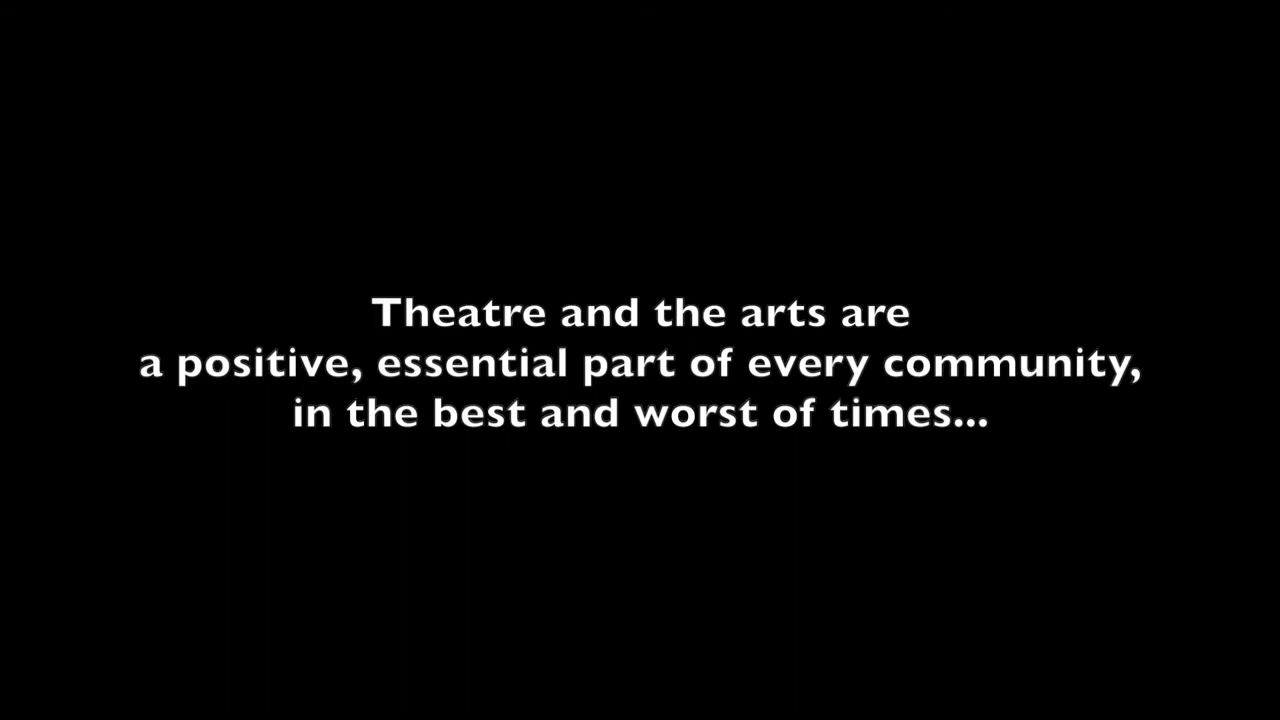 Theatre and the arts are
a positive, essential part of every community,
in the best and worst of times...